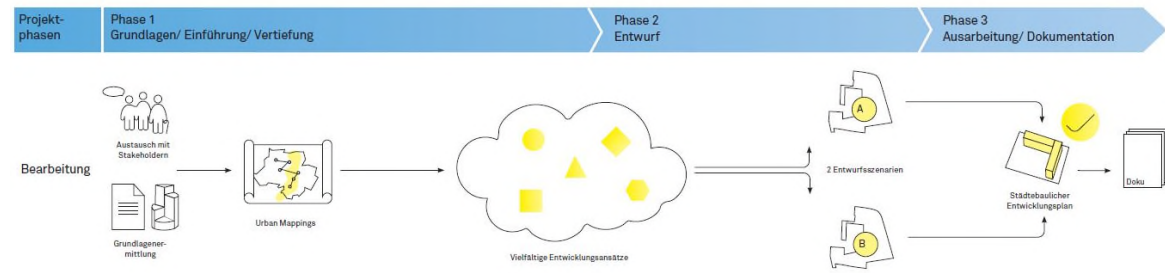 Projekt-
phasen
Phase 1
Grundlagen/ Einführung/ Vertiefung
Phase 2
Entwurf
Phase 3
Ausarbeitung/ Dokumentation
Bearbeitung
Austausch mit
Stakeholdern
Grundlagener-
mittlung
Urban Mappings
Vielfältige Entwicklungsansätze
A
2 Entwurfsszenarien
B
Städtebaulicher
Entwicklungsplan
Doku